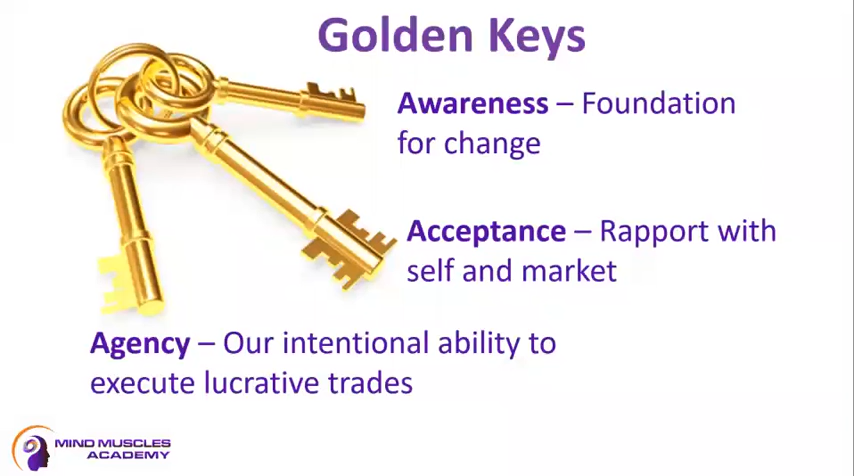 Golden Keys
Awareness – Foundation
for change
Acceptance – Rapport with
self and market
Agency – Our intentional ability to
execute lucrative trades
MIND MUSCLES
ACADEMY